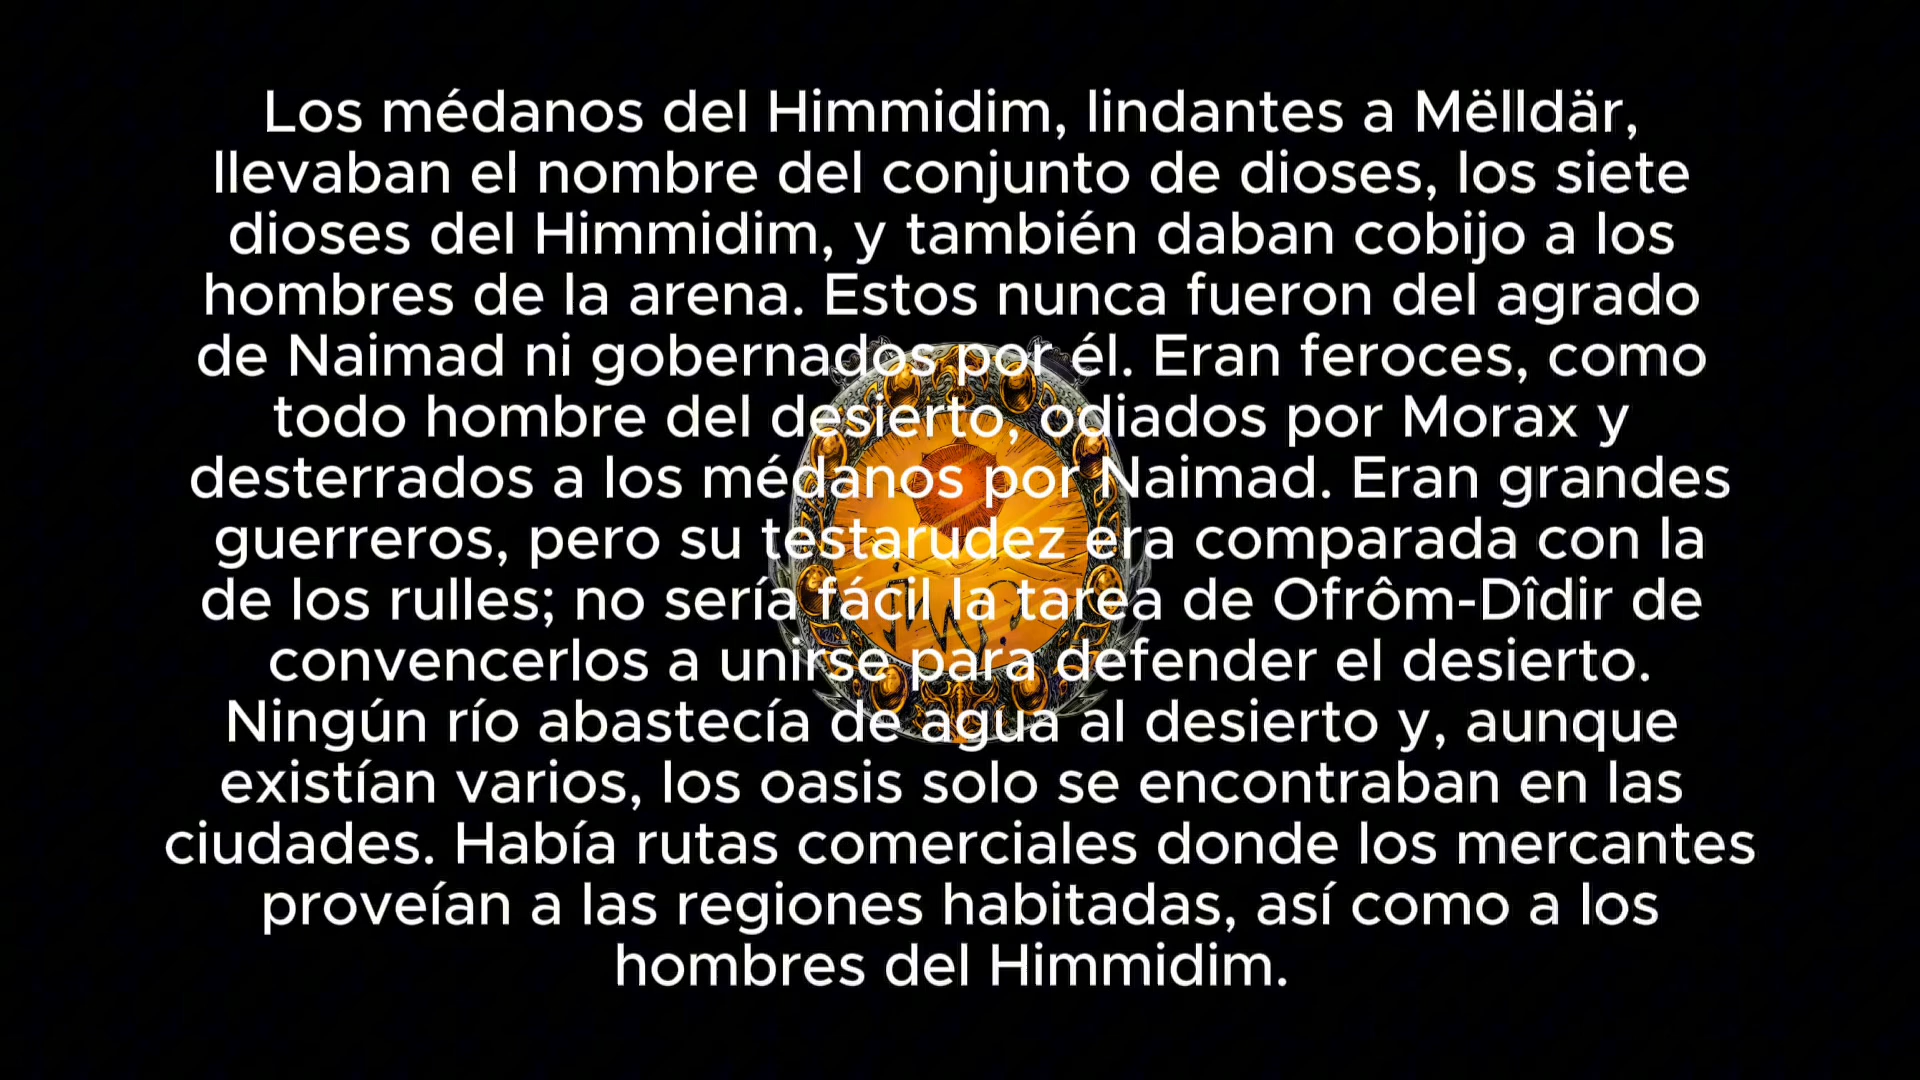 Los médanos del Himmidim, lindantes a Mëlldär,
llevaban el nombre del conjunto de dioses, los siete
dioses del Himmidim, y también daban cobijo a los
hombres de la arena. Estos nunca fueron del agrado
de Naimad ni gobernados por él. Eran feroces, como
todo hombre del desierto, odiados por Morax y
desterrados a los médanos por Naimad. Eran grandes
guerreros, pero su testarudez era comparada con la
de los rulles; no sería fácil la tarea de Ofrôm-Dîdir de
convencerlos a unirse para defender el desierto.
Ningún río abastecía de agua al desierto y, aunque
existían varios, los oasis solo se encontraban en las
ciudades. Había rutas comerciales donde los mercantes
proveían a las regiones habitadas, así como a los
hombres del Himmidim.